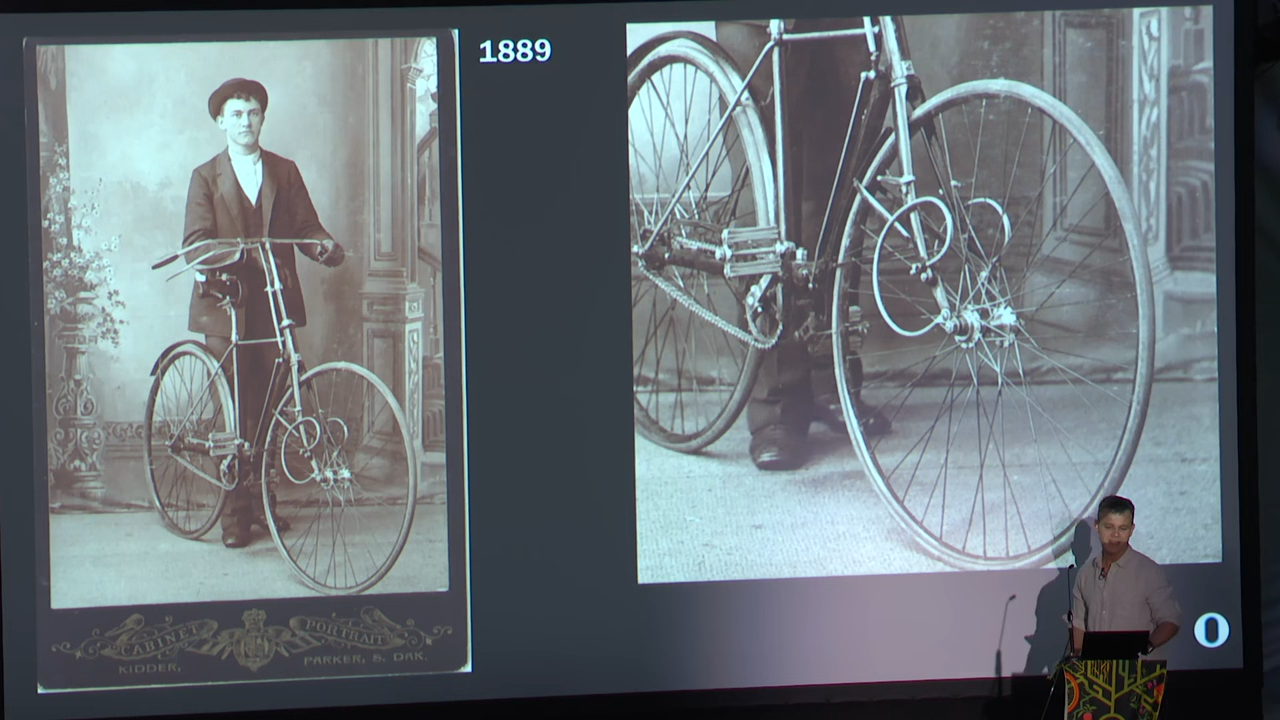 1889
CABINET PORTRAIT
KIDDER, PARKER, S. DAK.